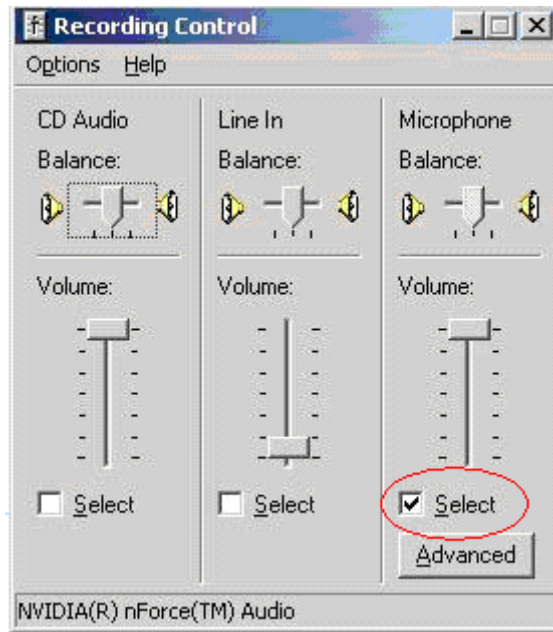 Recording Control
Options Help
CD Audio Line In Microphone
Balance: Balance: Balance:
Volume: Volume: Volume:
Select Select Select
Advanced
NVIDIA(R) nForce(TM) Audio